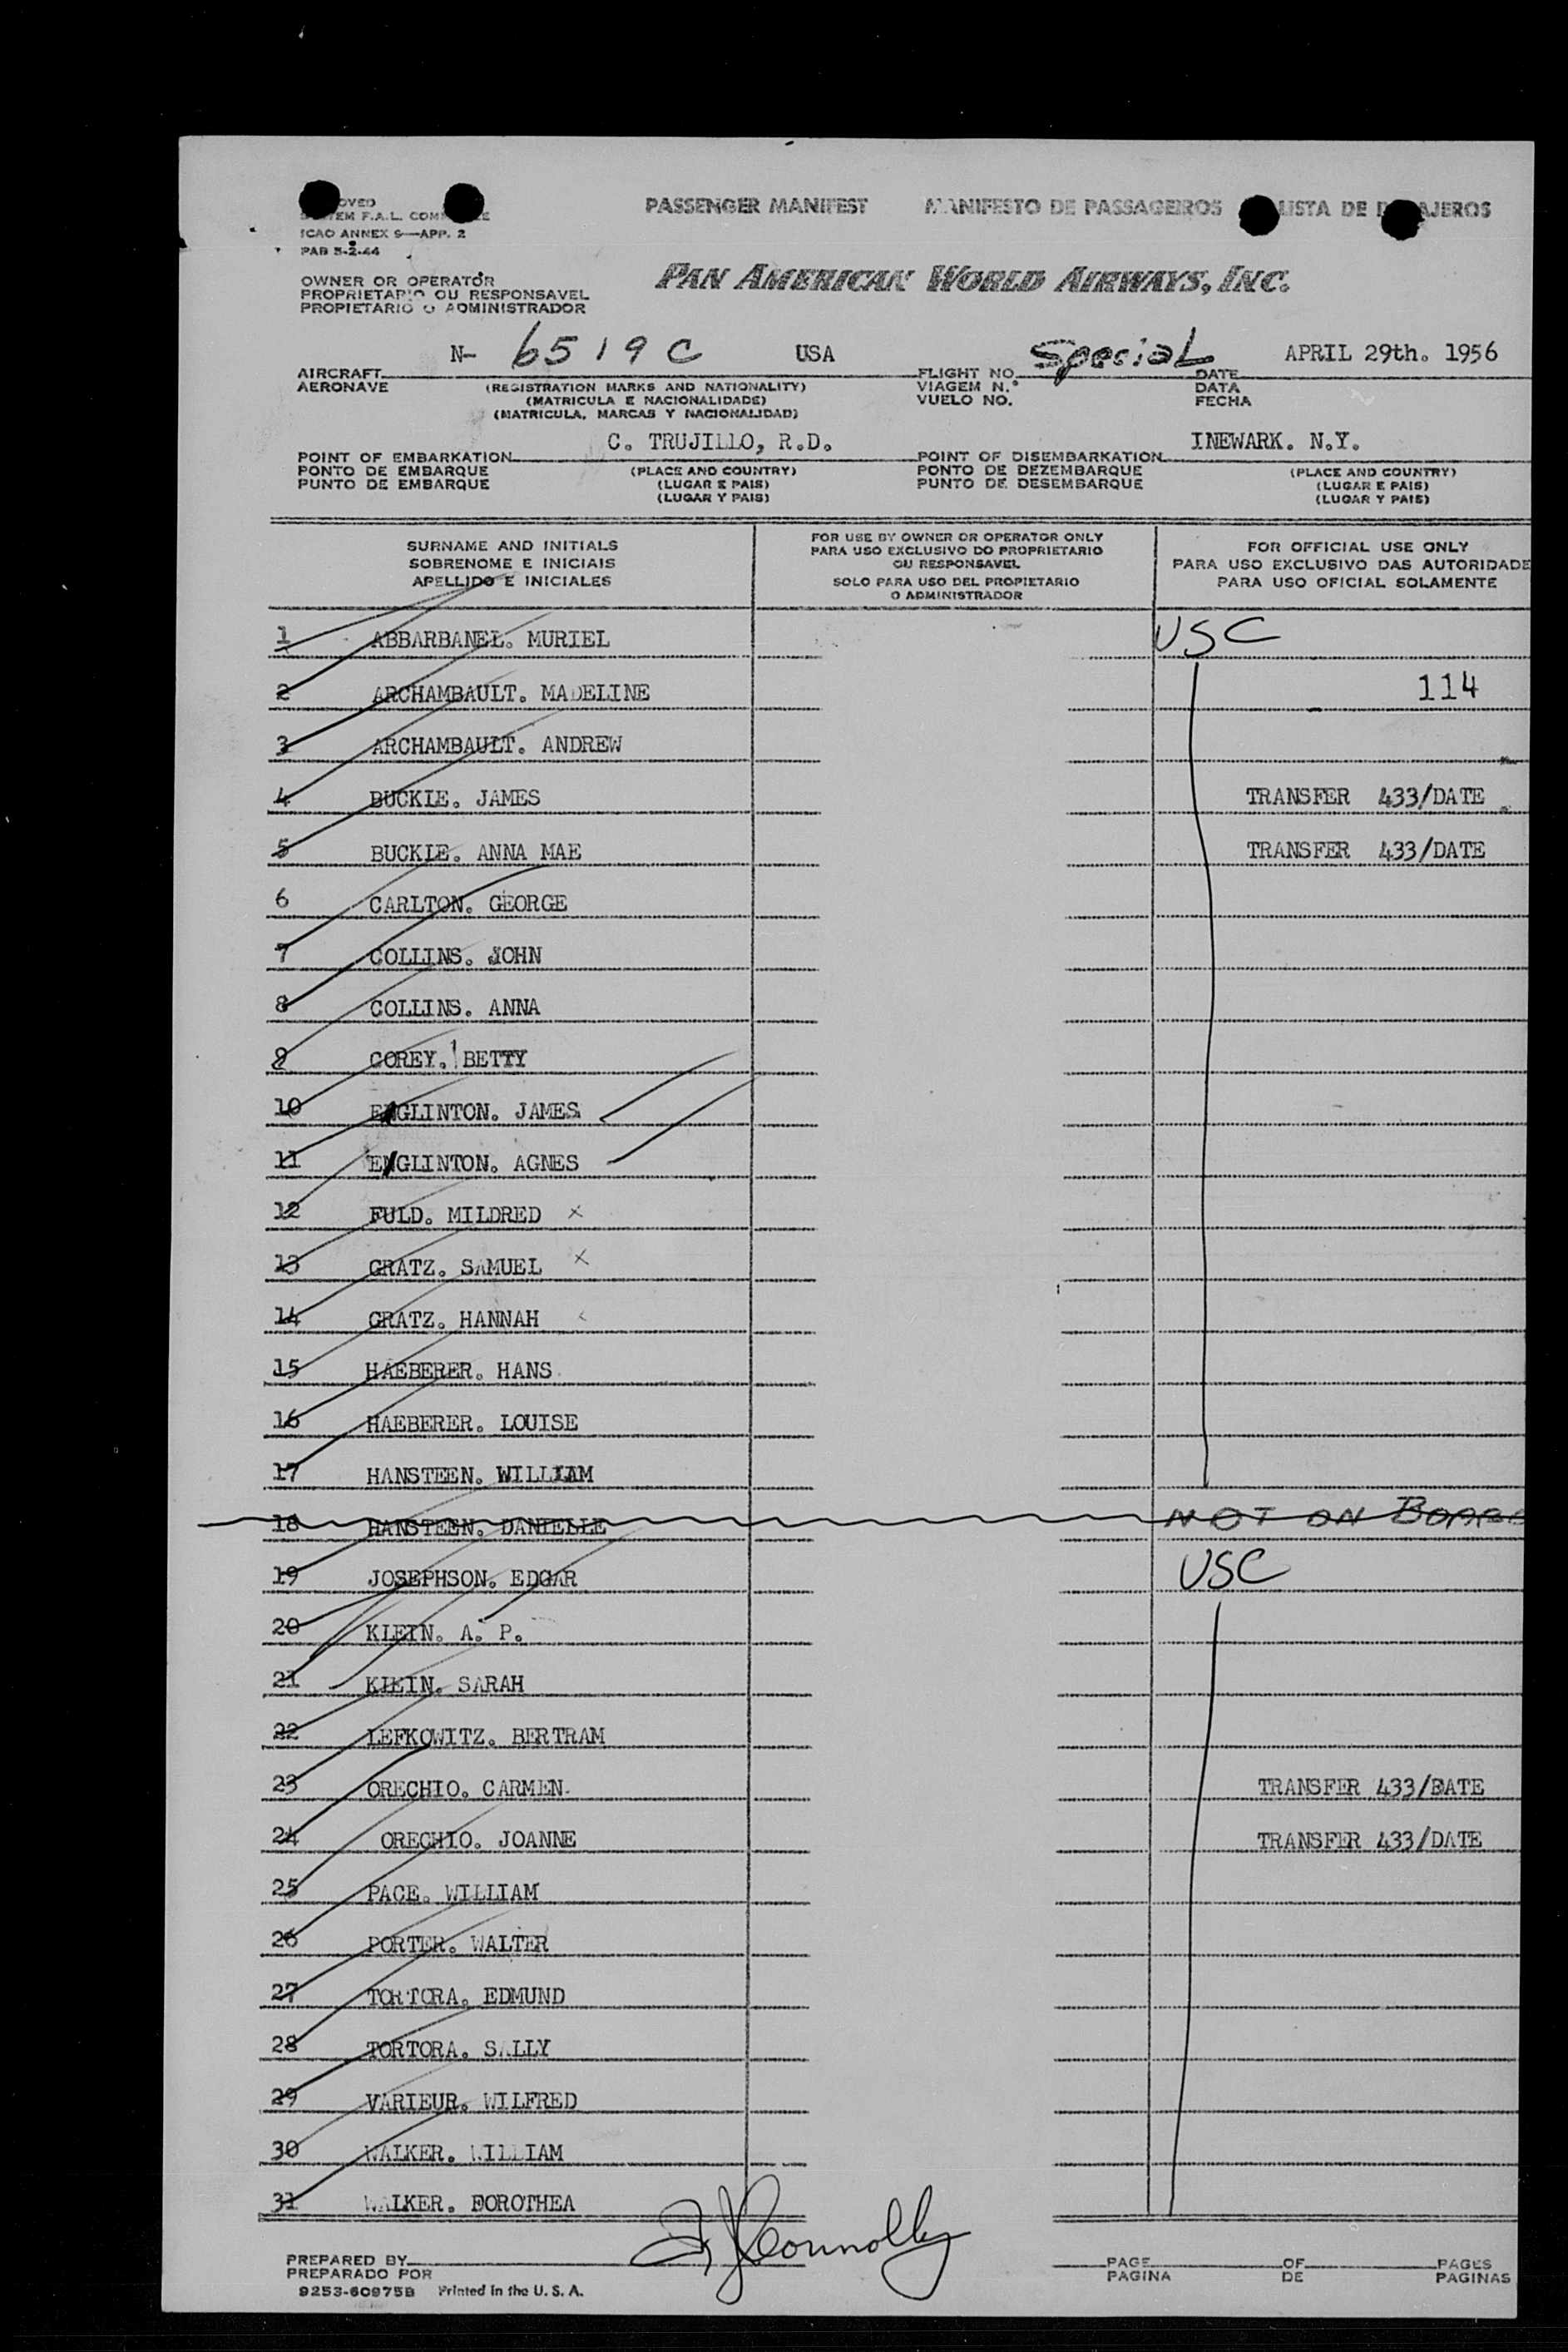 PASSENGER MANIFEST MANIFESTO DE PASSAGEIROS LISTA DE
F.A.L.
ICAO ANNEX 9—APP. 2
PAB 5-2-44
OWNER OR OPERATOR
PROPRIETARIO OU RESPONSAVEL
PROPIETARIO O ADMINISTRADOR
PAN AMERICAN WORLD AIRWAYS, INC.
N- 6519C USA Special APRIL 29th. 1956
AIRCRAFT FLIGHT NO. DATE
AERONAVE (REGISTRATION MARKS AND NATIONALITY) VIAGEM N.° DATA
(MATRICULA E NACIONALIDADE) VUELO NO. FECHA
(MATRICULA, MARCAS Y NACIONALIDAD)
C. TRUJILLO, R.D. INEWARK. N.Y.
POINT OF EMBARKATION POINT OF DISEMBARKATION
PONTO DE EMBARQUE (PLACE AND COUNTRY) PONTO DE DEZEMBARQUE (PLACE AND COUNTRY)
PUNTO DE EMBARQUE (LUGAR E PAIS) PUNTO DE DESEMBARQUE (LUGAR E PAIS)
(LUGAR Y PAIS) (LUGAR Y PAIS)
SURNAME AND INITIALS
SOBRENOME E INICIAIS
APELLIDO E INICIALES
FOR USE BY OWNER OR OPERATOR ONLY
PARA USO EXCLUSIVO DO PROPRIETARIO
OU RESPONSAVEL
SOLO PARA USO DEL PROPIETARIO
O ADMINISTRADOR
FOR OFFICIAL USE ONLY
PARA USO EXCLUSIVO DAS AUTORIDADE
PARA USO OFICIAL SOLAMENTE
1 ABBARBANEL. MURIEL USC
2 ARCHAMBAULT. MADELINE 114
3 ARCHAMBAULT. ANDREW
4 BUCKIE. JAMES TRANSFER 433/DATE
5 BUCKIE. ANNA MAE TRANSFER 433/DATE
6 CARLTON. GEORGE
7 COLLINS. JOHN
8 COLLINS. ANNA
9 COREY. BETTY
10 ENGLINTON. JAMES
11 ENGLINTON. AGNES
12 FULD. MILDRED x
13 GRATZ. SAMUEL x
14 GRATZ. HANNAH
15 HAEBERER. HANS
16 HAEBERER. LOUISE
17 HANSTEEN. WILLIAM
18 HANSTEEN. DANIELLE NOT ON BOARD
19 JOSEPHSON. EDGAR USC
20 KLEIN. A. P.
21 KLEIN. SARAH
22 LEFKOWITZ. BERTRAM
23 ORECHIO. CARMEN TRANSFER 433/DATE
24 ORECHIO. JOANNE TRANSFER 433/DATE
25 PACE. WILLIAM
26 PORTER. WALTER
27 TORTORA. EDMUND
28 TORTORA. SALLY
29 VARIEUR. WILFRED
30 WALKER. WILLIAM
31 WALKER. DOROTHEA
PREPARED BY F J Connolly PAGE OF PAGES
PREPARADO POR PAGINA DE PAGINAS
9253-60975B Printed in the U. S. A.